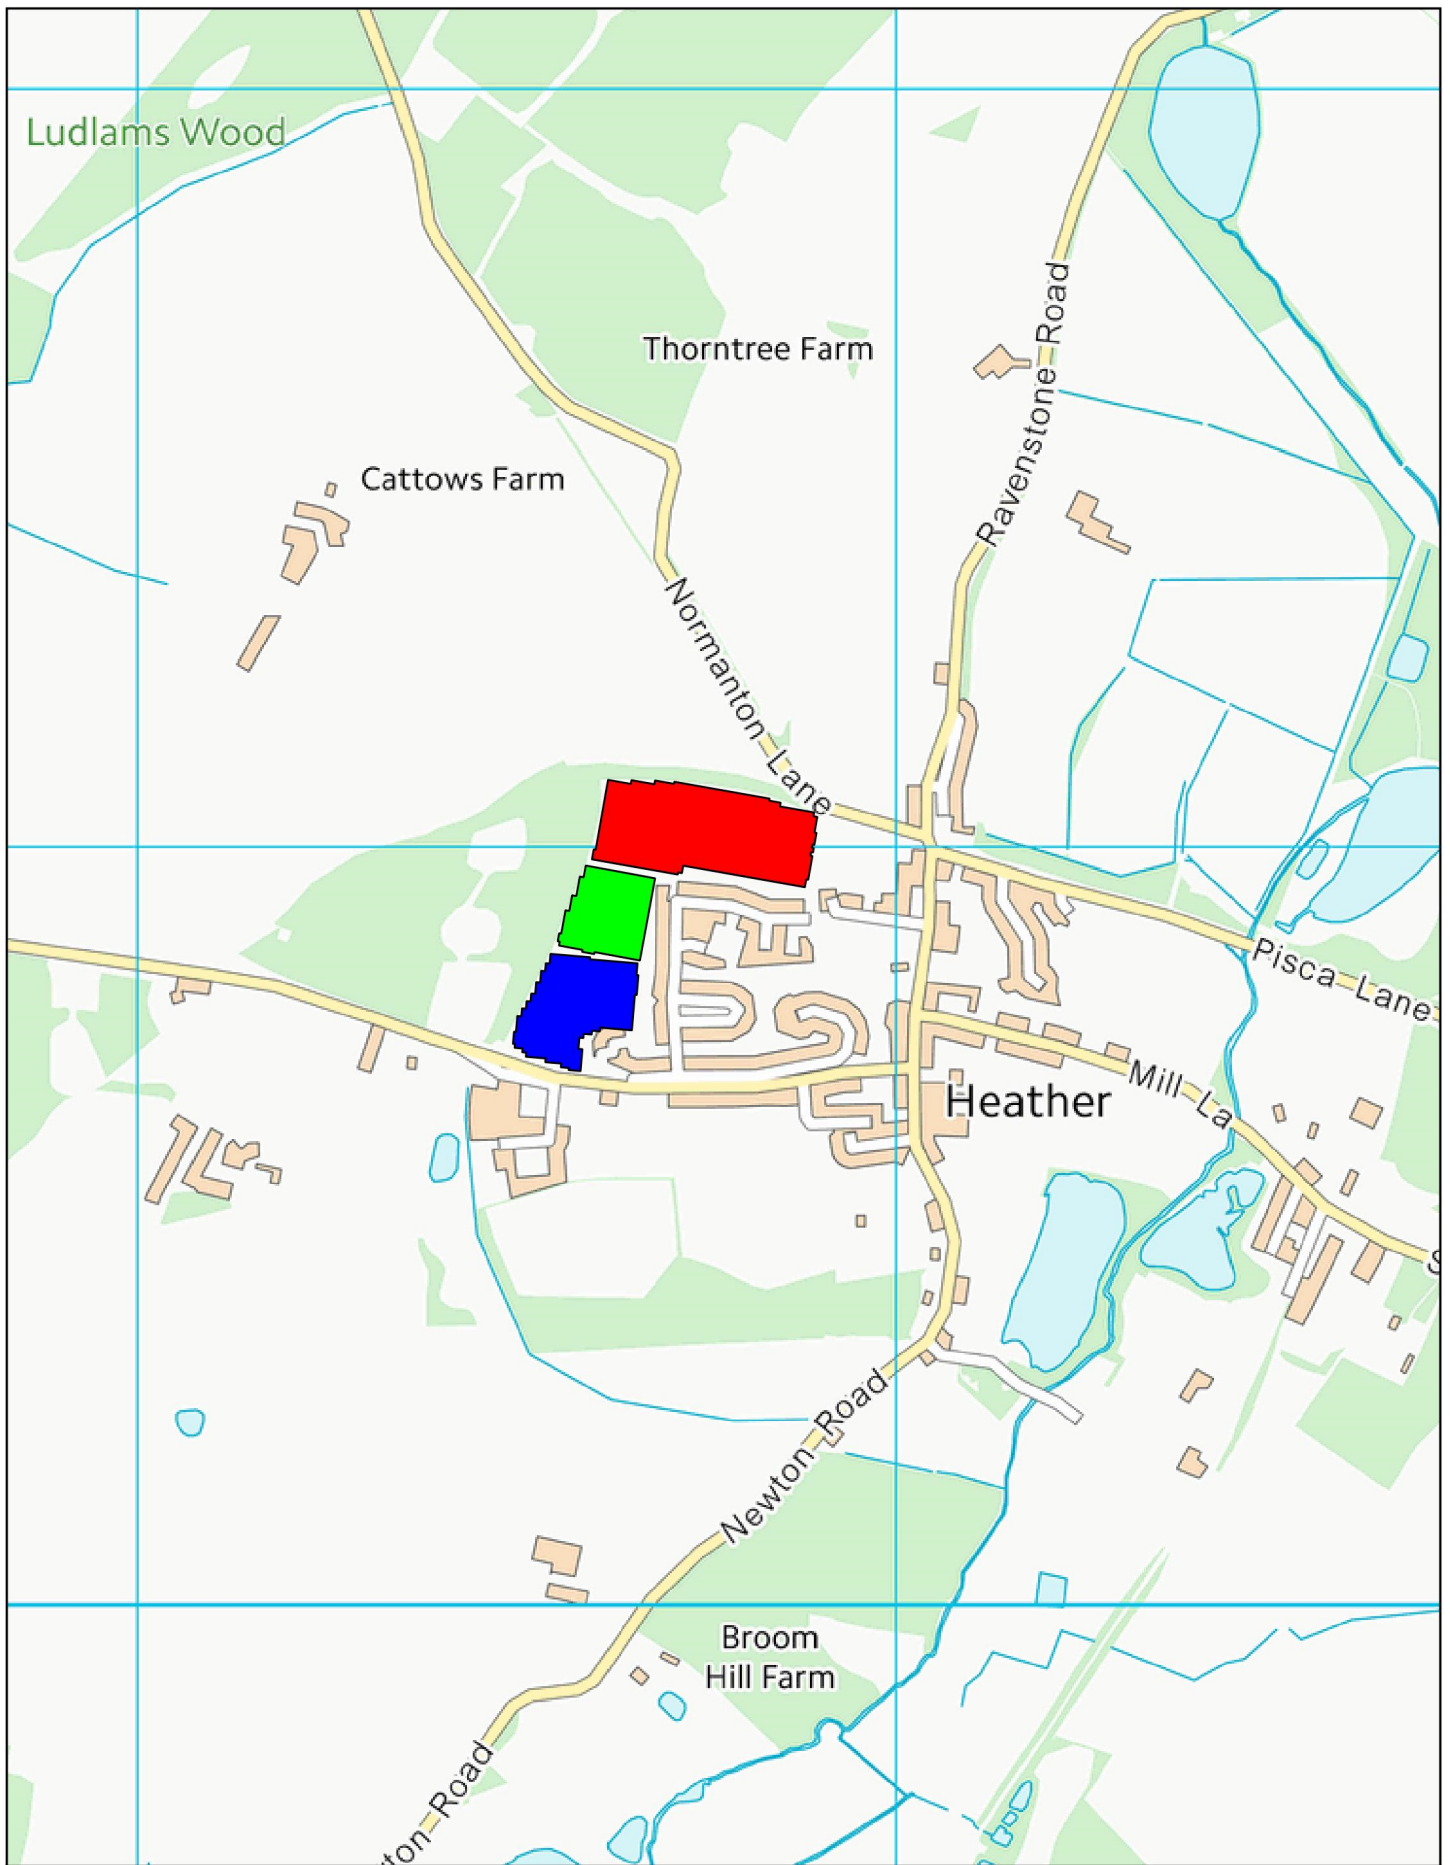 Ludlams Wood
Ravenstone Road
Thorntree Farm
Cattows Farm
Normanton Lane
Pisca Lane
Mill La
Heather
S
Newton Road
Broom
Hill Farm
ton Road